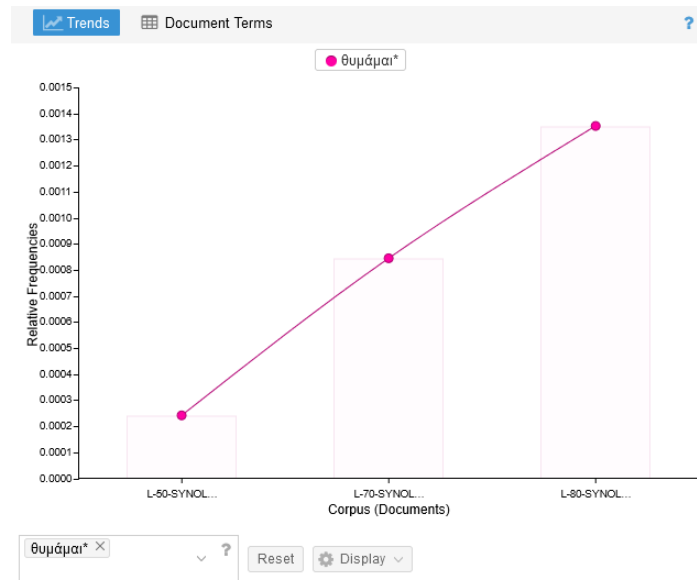 Trends Document Terms ?
θυμάμαι*
0.0015
0.0014
0.0013
0.0012
0.0011
0.0010
0.0009
0.0008
0.0007
0.0006
0.0005
0.0004
0.0003
0.0002
0.0001
0.0000
Relative Frequencies
L-50-SYNOL... L-70-SYNOL... L-80-SYNOL...
Corpus (Documents)
θυμάμαι* × ? Reset Display